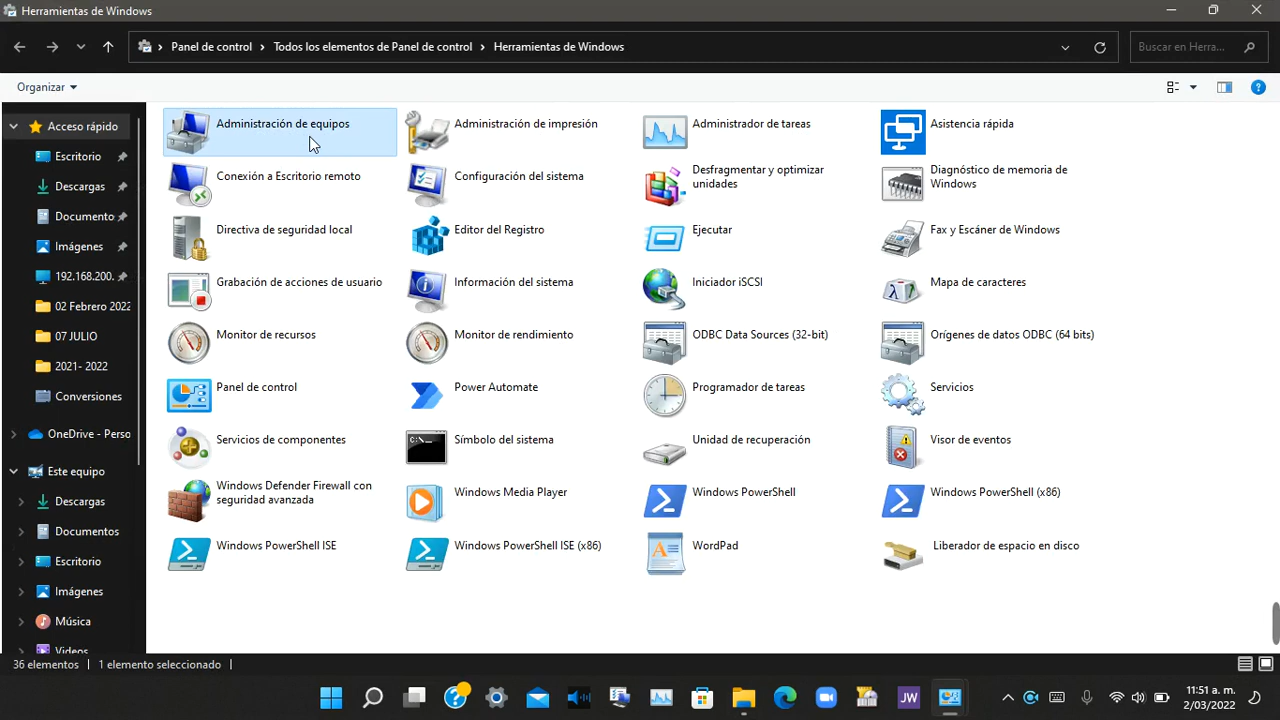 Herramientas de Windows
Panel de control
Todos los elementos de Panel de control
Herramientas de Windows
Buscar en Herra...
Organizar
Acceso rápido
Escritorio
Descargas
Documento
Imágenes
192.168.200.
02 Febrero 2022
07 JULIO
2021- 2022
Conversiones
OneDrive - Perso
Este equipo
Descargas
Documentos
Escritorio
Imágenes
Música
Videos
Administración de equipos
Administración de impresión
Administrador de tareas
Asistencia rápida
Conexión a Escritorio remoto
Configuración del sistema
Desfragmentar y optimizar
unidades
Diagnóstico de memoria de
Windows
Directiva de seguridad local
Editor del Registro
Ejecutar
Fax y Escáner de Windows
Grabación de acciones de usuario
Información del sistema
Iniciador iSCSI
Mapa de caracteres
Monitor de recursos
Monitor de rendimiento
ODBC Data Sources (32-bit)
Orígenes de datos ODBC (64 bits)
Panel de control
Power Automate
Programador de tareas
Servicios
Servicios de componentes
C:\_
Símbolo del sistema
Unidad de recuperación
Visor de eventos
Windows Defender Firewall con
seguridad avanzada
Windows Media Player
Windows PowerShell
Windows PowerShell (x86)
Windows PowerShell ISE
Windows PowerShell ISE (x86)
WordPad
Liberador de espacio en disco
36 elementos
1 elemento seleccionado
JW
11:51 a. m.
2/03/2022